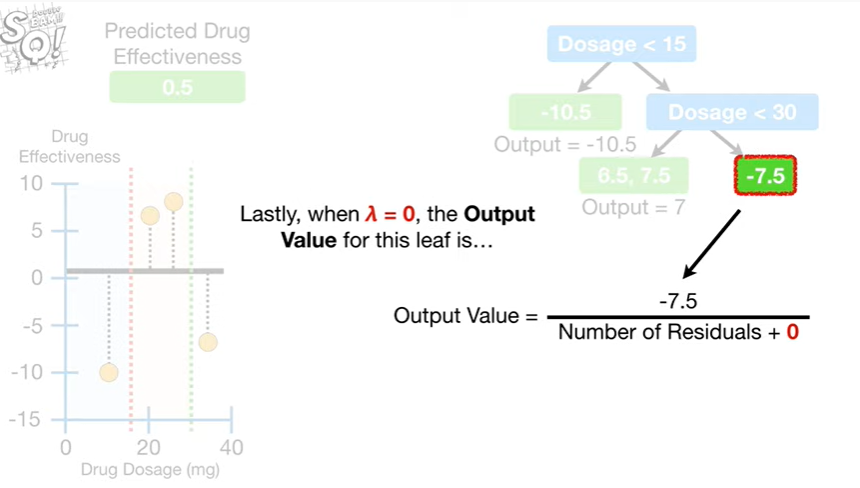 SQ!
Predicted Drug
Effectiveness
0.5
Dosage < 15
-10.5
Dosage < 30
Output = -10.5
6.5, 7.5
-7.5
Output = 7
Drug
Effectiveness
10
5
0
-5
-10
-15
0
20
40
Drug Dosage (mg)
Lastly, when λ = 0, the Output
Value for this leaf is…
Output Value =
-7.5
Number of Residuals + 0